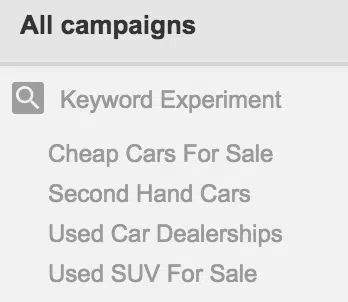 All campaigns
Keyword Experiment
Cheap Cars For Sale
Second Hand Cars
Used Car Dealerships
Used SUV For Sale